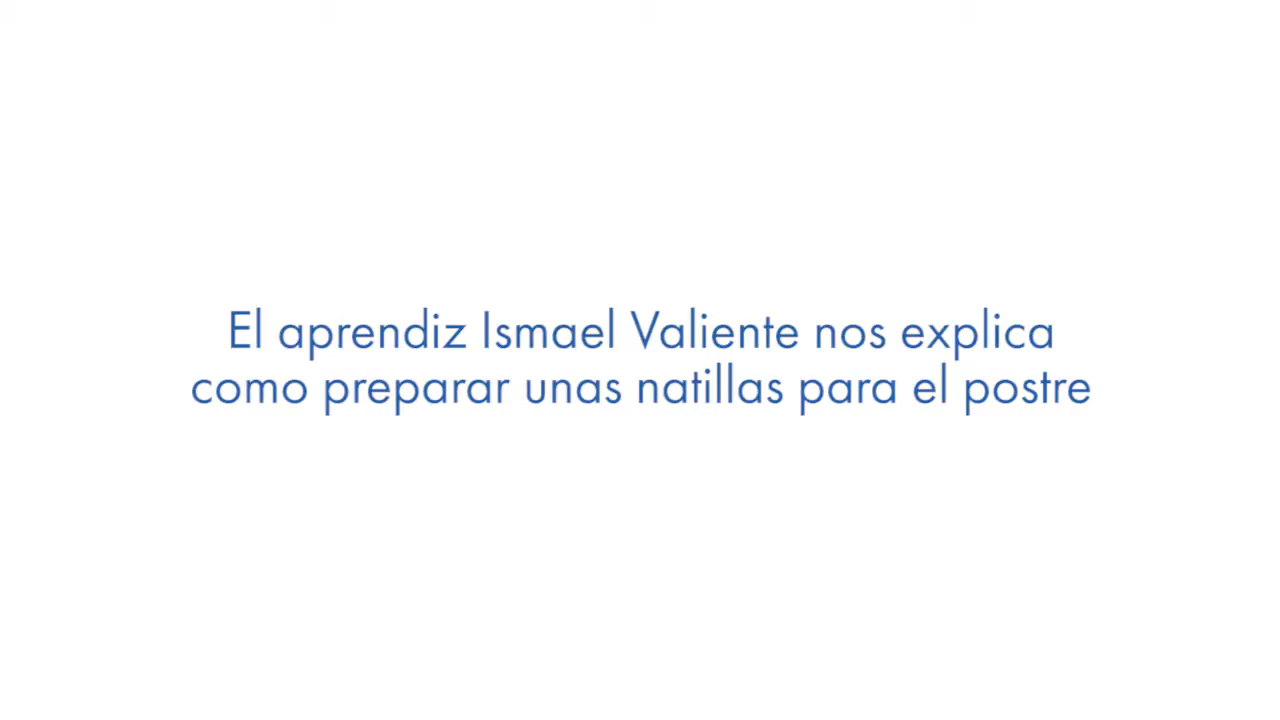 El aprendiz Ismael Valiente nos explica
como preparar unas natillas para el postre